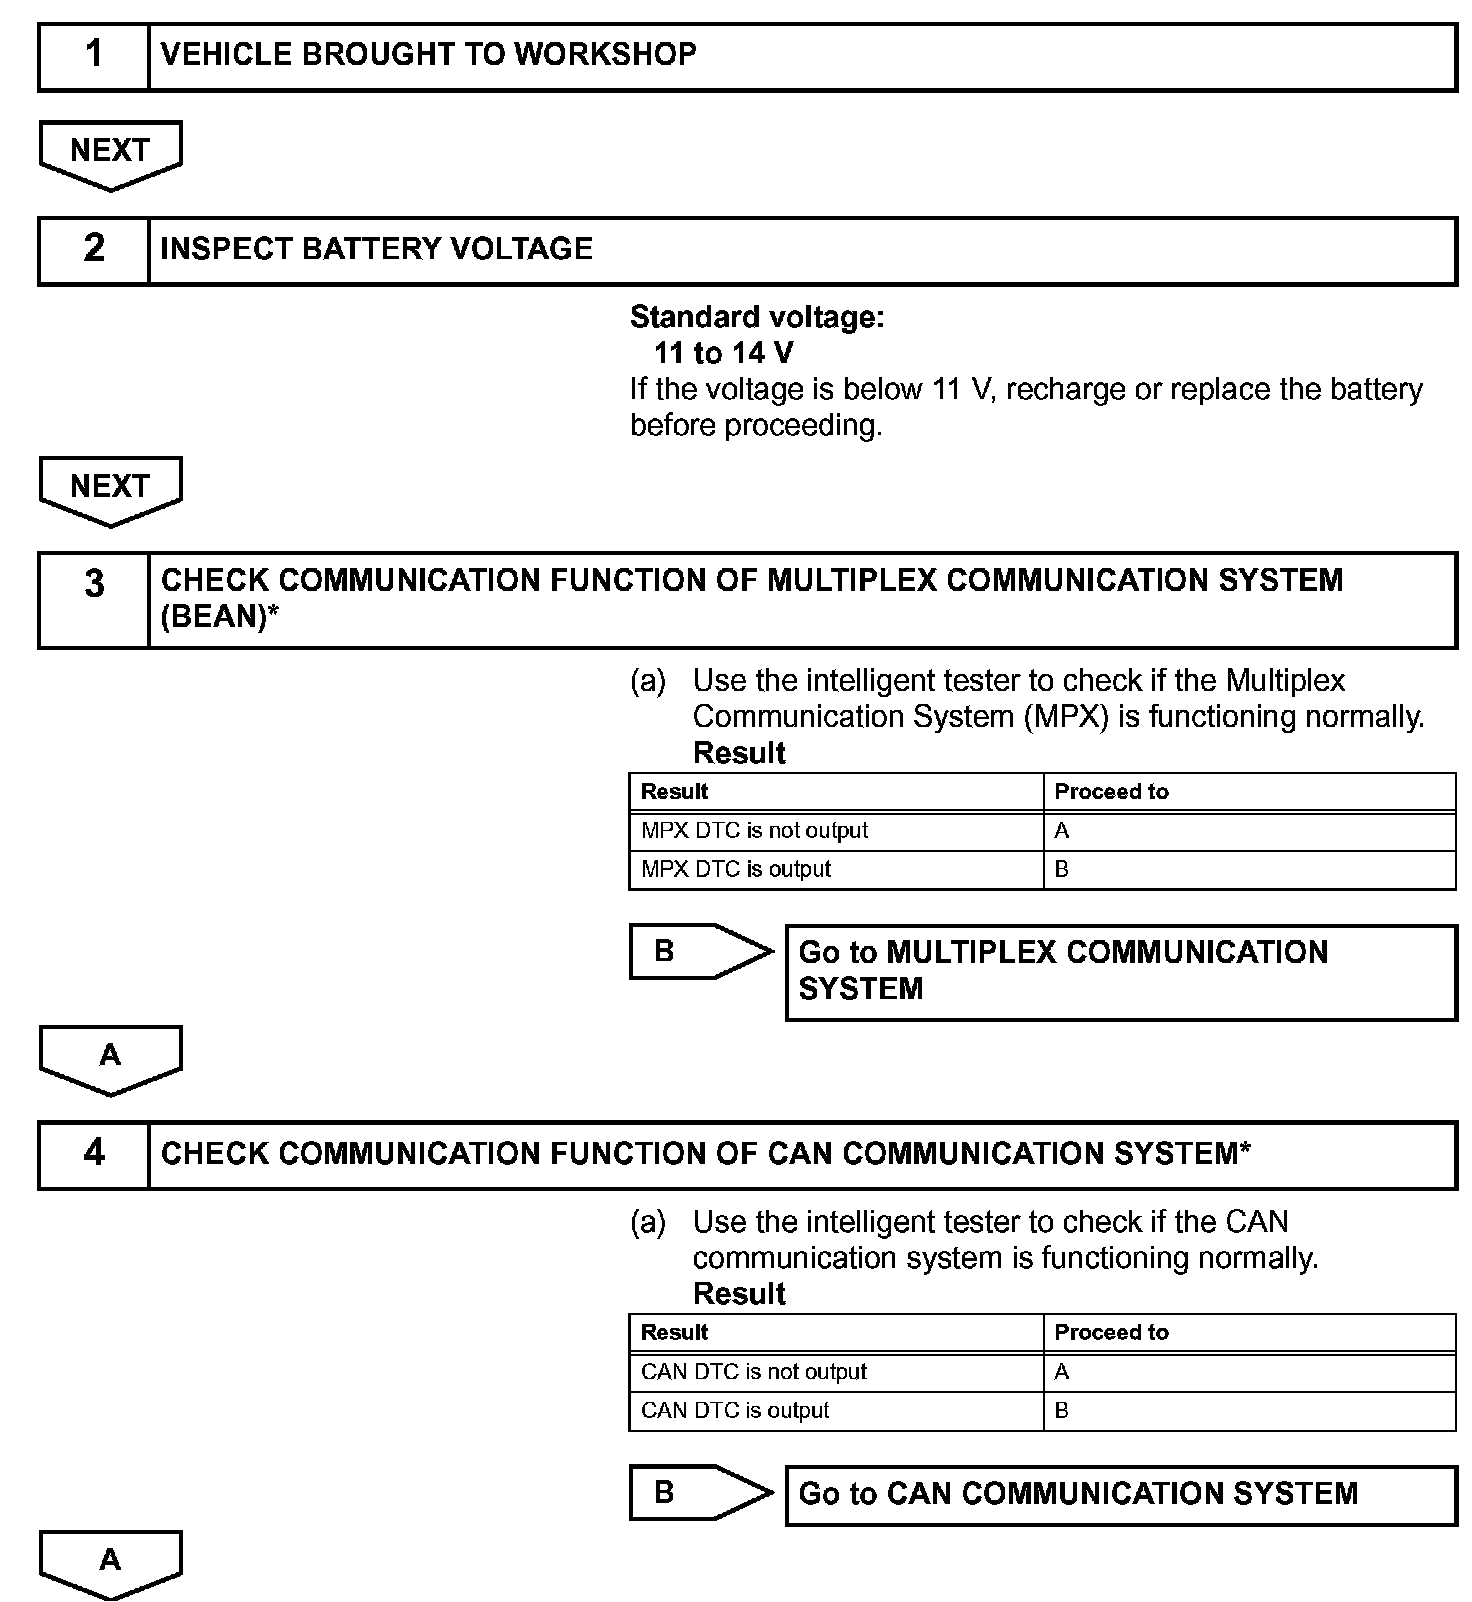 1 VEHICLE BROUGHT TO WORKSHOP
NEXT
2 INSPECT BATTERY VOLTAGE
Standard voltage:
11 to 14 V
If the voltage is below 11 V, recharge or replace the battery
before proceeding.
NEXT
3 CHECK COMMUNICATION FUNCTION OF MULTIPLEX COMMUNICATION SYSTEM
(BEAN)*
(a) Use the intelligent tester to check if the Multiplex
Communication System (MPX) is functioning normally.
Result
Result Proceed to
MPX DTC is not output A
MPX DTC is output B
B Go to MULTIPLEX COMMUNICATION
SYSTEM
A
4 CHECK COMMUNICATION FUNCTION OF CAN COMMUNICATION SYSTEM*
(a) Use the intelligent tester to check if the CAN
communication system is functioning normally.
Result
Result Proceed to
CAN DTC is not output A
CAN DTC is output B
B Go to CAN COMMUNICATION SYSTEM
A